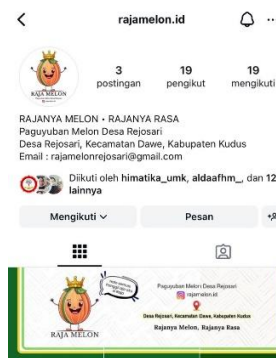 rajamelon.id
RAJA MELON
3
postingan
19
pengikut
19
mengikuti
RAJANYA MELON • RAJANYA RASA
Paguyuban Melon Desa Rejosari
Desa Rejosari, Kecamatan Dawe, Kabupaten Kudus
Email : rajamelonrejosari@gmail.com
Diikuti oleh himatika_umk, aldaafhm_, dan 12
lainnya
Mengikuti
Pesan
RAJA MELON
Paguyuban Melon Desa Rejosari
rajamelon.id
Desa Rejosari, Kecamatan Dawe, Kabupaten Kudus
Rajanya Melon, Rajanya Rasa